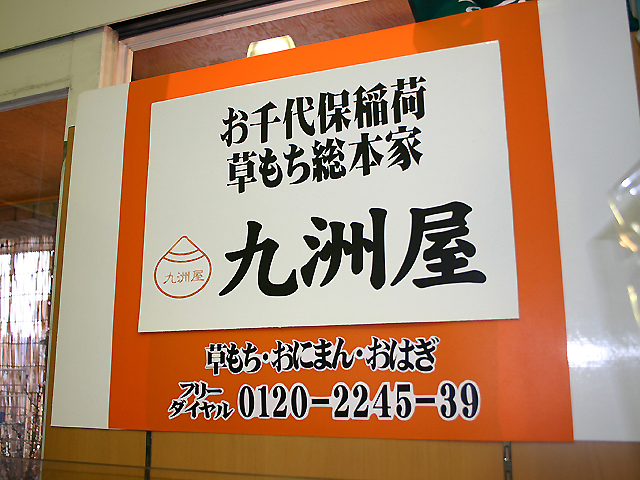 お千代保稲荷
草もち総本家
九洲屋
九洲屋
草もち・おにまん・おはぎ
フリーダイヤル 0120-2245-39